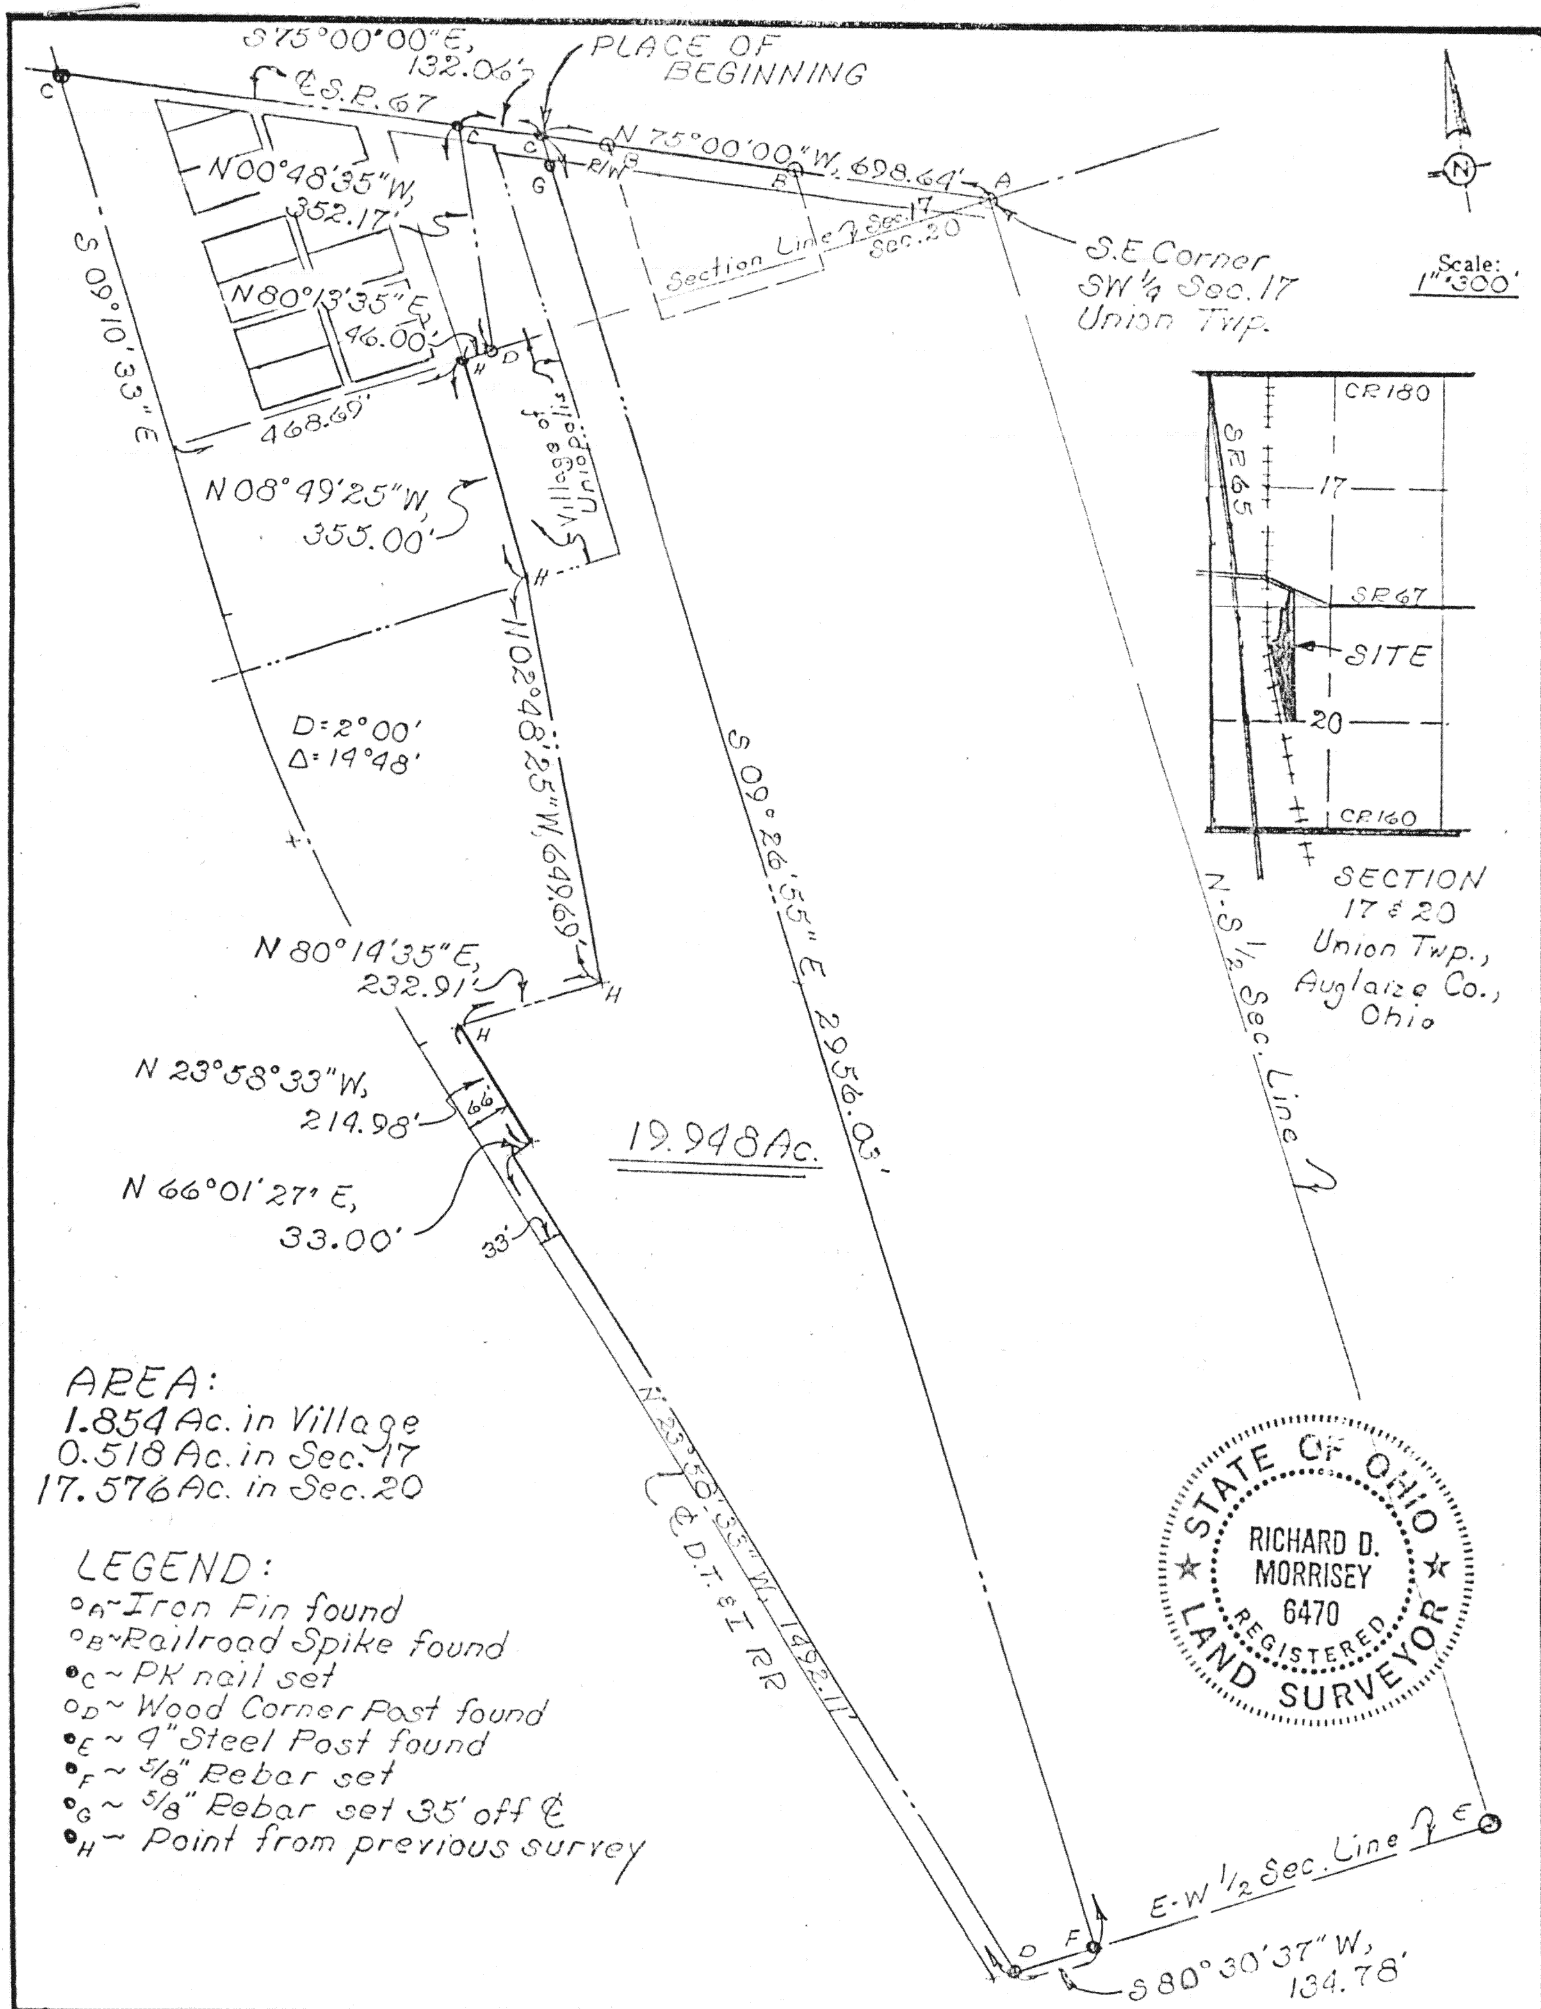 S 75°00'00"E,
132.06'
PLACE OF
BEGINNING
℄ S.R. 67
C
C
C
G
R/W
B
B
N 75°00'00"W, 698.64'
A
N 00°48'35"W,
352.17'
Section Line
Sec. 17
Sec. 20
S.E. Corner
SW 1/4 Sec. 17
Union Twp.
N
Scale:
1"=300'
S 09°10'33" E
N 80°13'35"E,
46.00'
H
D
468.69'
Village of
Uniopolis
N 08°49'25"W,
355.00'
H
CR 180
SR 65
17
SR 67
SITE
20
CR 160
SECTION
17 & 20
Union Twp.,
Auglaize Co.,
Ohio
D=2°00'
Δ=14°48'
N 02°48'25"W, 649.69'
S 09°26'55" E, 2956.03'
N-S 1/2 Sec. Line
N 80°14'35"E,
232.91'
H
H
N 23°58°33"W,
214.98'
66'
19.948 Ac.
N 66°01'27" E,
33.00'
33'
N 23°58'33" W, 1492.11'
℄ D.T. & I RR
AREA:
1.854 Ac. in Village
0.518 Ac. in Sec. 17
17.576 Ac. in Sec. 20
LEGEND:
A~Iron Pin found
B~Railroad Spike found
C ~ PK nail set
D ~ Wood Corner Post found
E ~ 4" Steel Post found
F ~ 5/8" Rebar set
G ~ 5/8" Rebar set 35' off ℄
H ~ Point from previous survey
STATE OF OHIO
RICHARD D.
MORRISEY
6470
REGISTERED
LAND SURVEYOR
E
E-W 1/2 Sec. Line
D
F
S 80°30'37" W,
134.78'